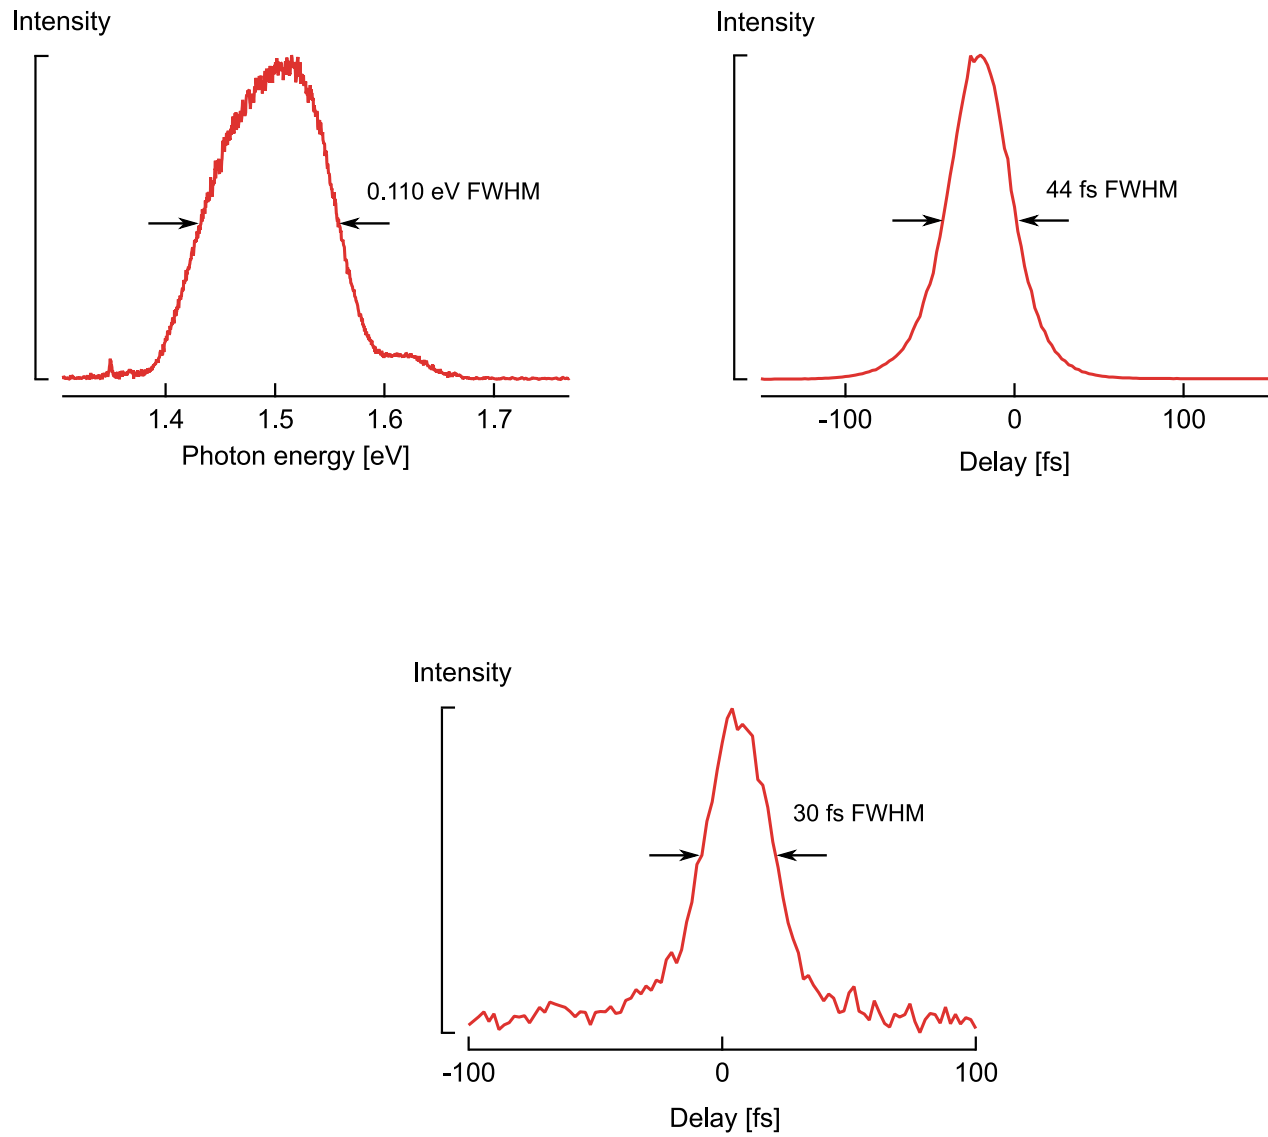 Intensity
0.110 eV FWHM
1.4 1.5 1.6 1.7
Photon energy [eV]
Intensity
44 fs FWHM
-100 0 100
Delay [fs]
Intensity
30 fs FWHM
-100 0 100
Delay [fs]